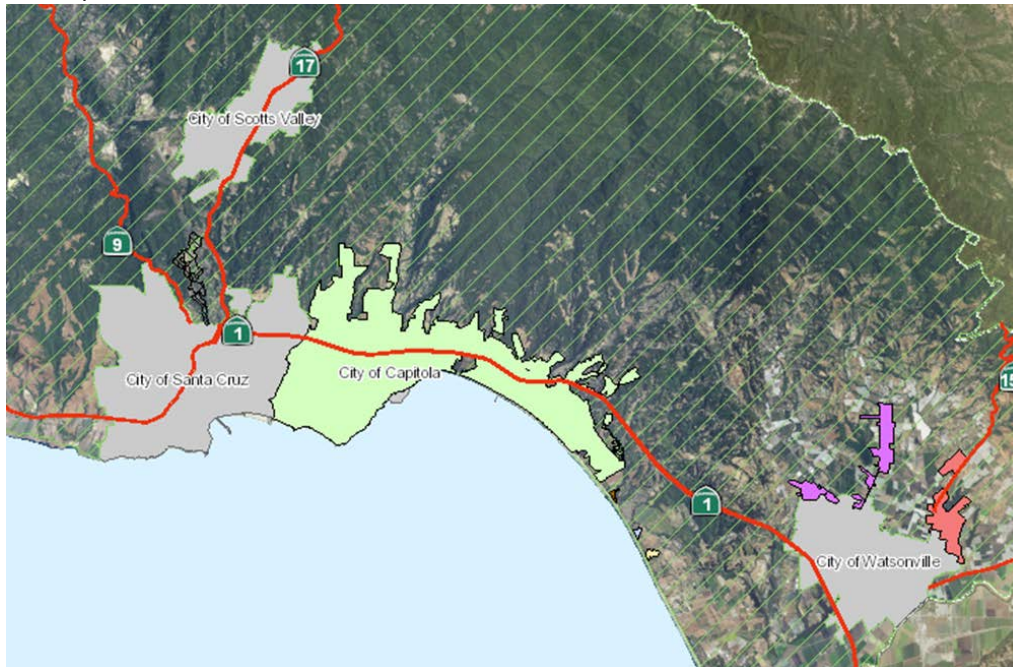 17
City of Scotts Valley
9
1
City of Santa Cruz
City of Capitola
15
1
City of Watsonville